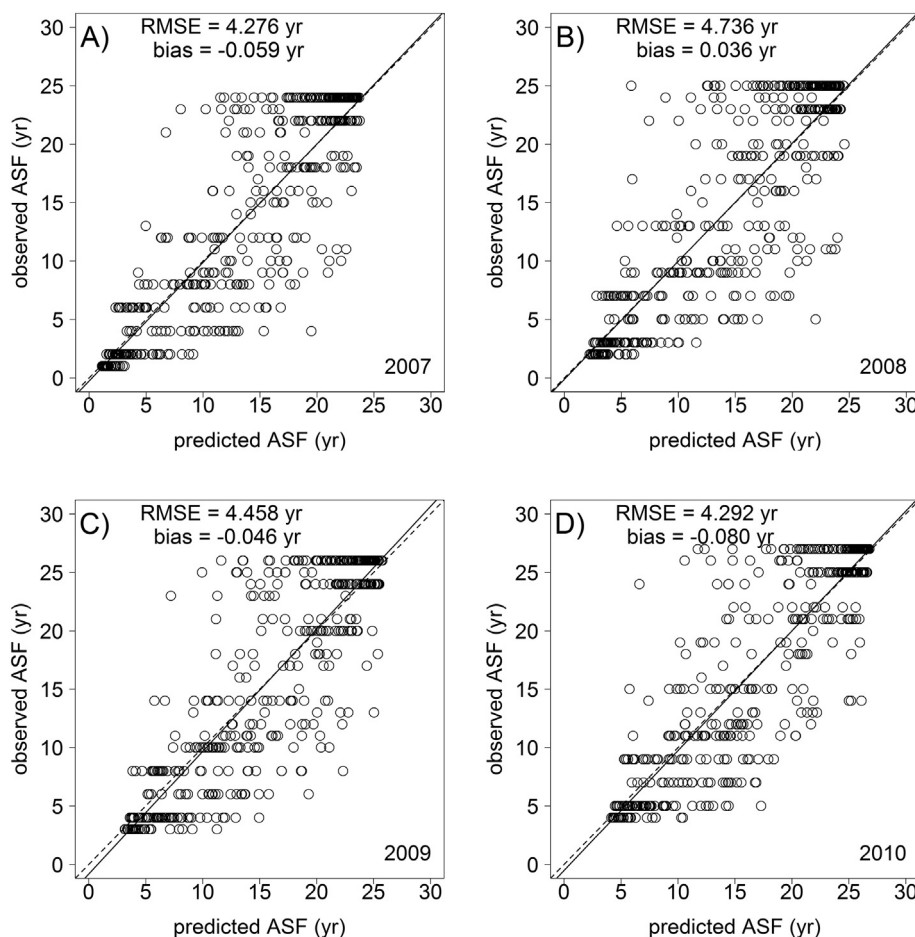 A)
RMSE = 4.276 yr
bias = -0.059 yr
observed ASF (yr)
30
25
20
15
10
5
0
2007
0 5 10 15 20 25 30
predicted ASF (yr)
B)
RMSE = 4.736 yr
bias = 0.036 yr
observed ASF (yr)
30
25
20
15
10
5
0
2008
0 5 10 15 20 25 30
predicted ASF (yr)
C)
RMSE = 4.458 yr
bias = -0.046 yr
observed ASF (yr)
30
25
20
15
10
5
0
2009
0 5 10 15 20 25 30
predicted ASF (yr)
D)
RMSE = 4.292 yr
bias = -0.080 yr
observed ASF (yr)
30
25
20
15
10
5
0
2010
0 5 10 15 20 25 30
predicted ASF (yr)